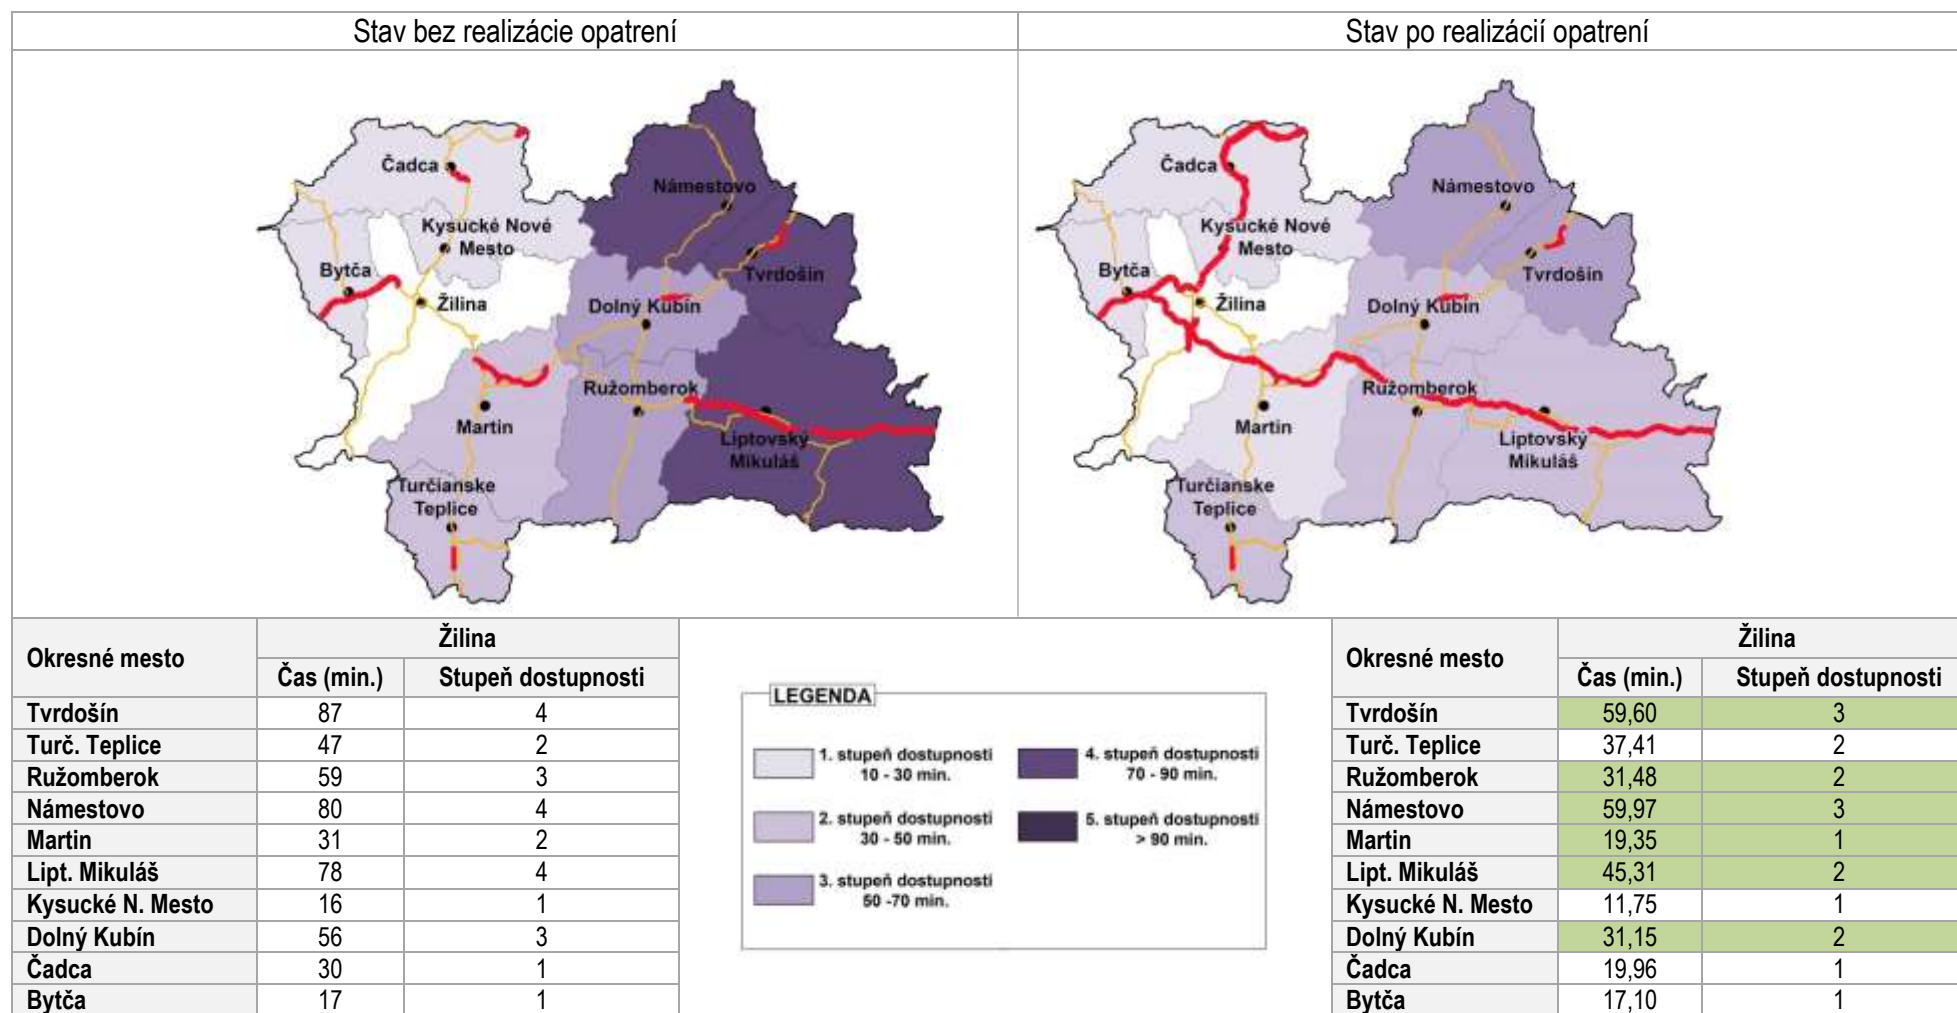 Stav bez realizácie opatrení
Stav po realizácií opatrení
Čadca
Námestovo
Kysucké Nové
Mesto
Bytča
Tvrdošín
Žilina
Dolný Kubín
Ružomberok
Martin
Liptovský
Mikuláš
Turčianske
Teplice
Čadca
Námestovo
Kysucké Nové
Mesto
Bytča
Tvrdošín
Žilina
Dolný Kubín
Ružomberok
Martin
Liptovský
Mikuláš
Turčianske
Teplice
Okresné mesto Žilina
Čas (min.) Stupeň dostupnosti
Tvrdošín 87 4
Turč. Teplice 47 2
Ružomberok 59 3
Námestovo 80 4
Martin 31 2
Lipt. Mikuláš 78 4
Kysucké N. Mesto 16 1
Dolný Kubín 56 3
Čadca 30 1
Bytča 17 1
LEGENDA
1. stupeň dostupnosti
10 - 30 min.
2. stupeň dostupnosti
30 - 50 min.
3. stupeň dostupnosti
50 -70 min.
4. stupeň dostupnosti
70 - 90 min.
5. stupeň dostupnosti
> 90 min.
Okresné mesto Žilina
Čas (min.) Stupeň dostupnosti
Tvrdošín 59,60 3
Turč. Teplice 37,41 2
Ružomberok 31,48 2
Námestovo 59,97 3
Martin 19,35 1
Lipt. Mikuláš 45,31 2
Kysucké N. Mesto 11,75 1
Dolný Kubín 31,15 2
Čadca 19,96 1
Bytča 17,10 1